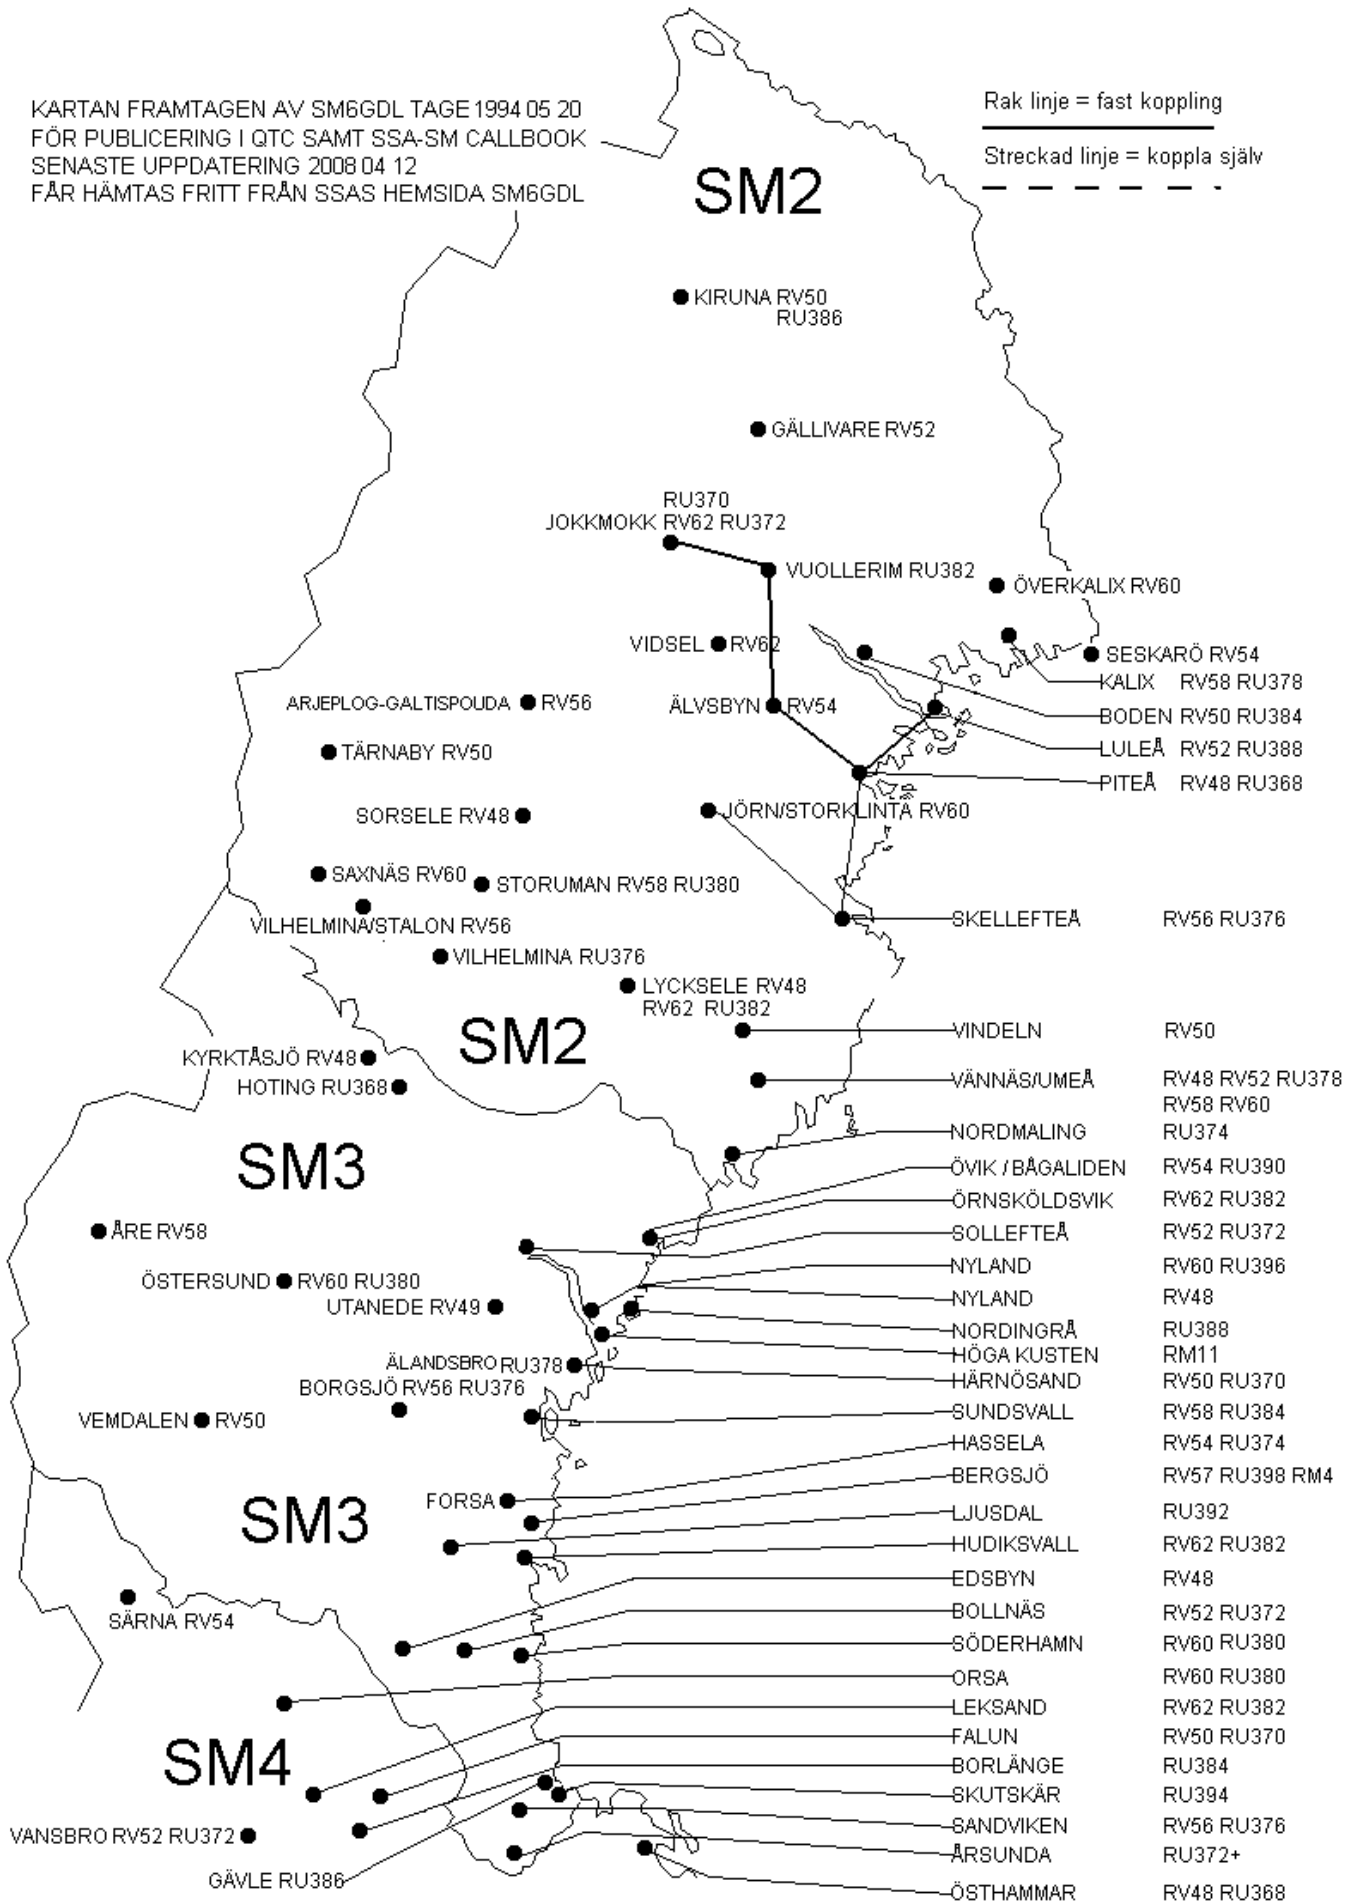 KARTAN FRAMTAGEN AV SM6GDL TAGE 1994 05 20
FÖR PUBLICERING I QTC SAMT SSA-SM CALLBOOK
SENASTE UPPDATERING 2008 04 12
FÅR HÄMTAS FRITT FRÅN SSAS HEMSIDA SM6GDL
Rak linje = fast koppling
Streckad linje = koppla själv
SM2
KIRUNA RV50
RU386
GÄLLIVARE RV52
RU370
JOKKMOKK RV62 RU372
VUOLLERIM RU382
ÖVERKALIX RV60
VIDSEL RV62
SESKARÖ RV54
KALIX RV58 RU378
ARJEPLOG-GALTISPOUDA RV56
ÄLVSBYN RV54
BODEN RV50 RU384
LULEÅ RV52 RU388
TÄRNABY RV50
PITEÅ RV48 RU368
SORSELE RV48
JÖRN/STORKLINTA RV60
SAXNÄS RV60
STORUMAN RV58 RU380
VILHELMINA/STALON RV56
SKELLEFTEÅ RV56 RU376
VILHELMINA RU376
LYCKSELE RV48
RV62 RU382
SM2
VINDELN RV50
KYRKTÅSJÖ RV48
HOTING RU368
VÄNNÄS/UMEÅ RV48 RV52 RU378
RV58 RV60
SM3
NORDMALING RU374
ÖVIK / BÅGALIDEN RV54 RU390
ÖRNSKÖLDSVIK RV62 RU382
ÅRE RV58
SOLLEFTEÅ RV52 RU372
ÖSTERSUND RV60 RU380
NYLAND RV60 RU396
UTANEDE RV49
NYLAND RV48
NORDINGRÅ RU388
HÖGA KUSTEN RM11
ÄLANDSBRO RU378
HÄRNÖSAND RV50 RU370
BORGSJÖ RV56 RU376
VEMDALEN RV50
SUNDSVALL RV58 RU384
HASSELA RV54 RU374
BERGSJÖ RV57 RU398 RM4
FORSA
SM3
LJUSDAL RU392
HUDIKSVALL RV62 RU382
EDSBYN RV48
SÄRNA RV54
BOLLNÄS RV52 RU372
SÖDERHAMN RV60 RU380
ORSA RV60 RU380
LEKSAND RV62 RU382
FALUN RV50 RU370
SM4
BORLÄNGE RU384
SKUTSKÄR RU394
SANDVIKEN RV56 RU376
VANSBRO RV52 RU372
ÅRSUNDA RU372+
GÄVLE RU386
ÖSTHAMMAR RV48 RU368